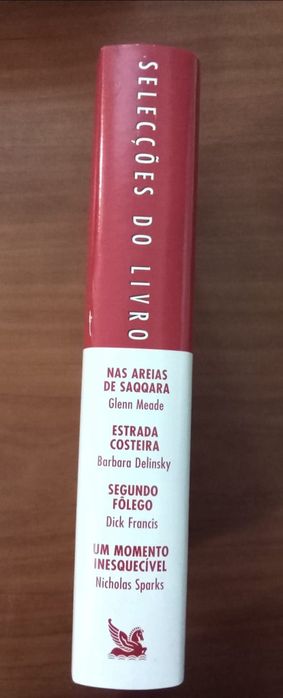 SELECÇÕES DO LIVRO
NAS AREIAS
DE SAQQARA
Glenn Meade
ESTRADA
COSTEIRA
Barbara Delinsky
SEGUNDO
FÔLEGO
Dick Francis
UM MOMENTO
INESQUECÍVEL
Nicholas Sparks